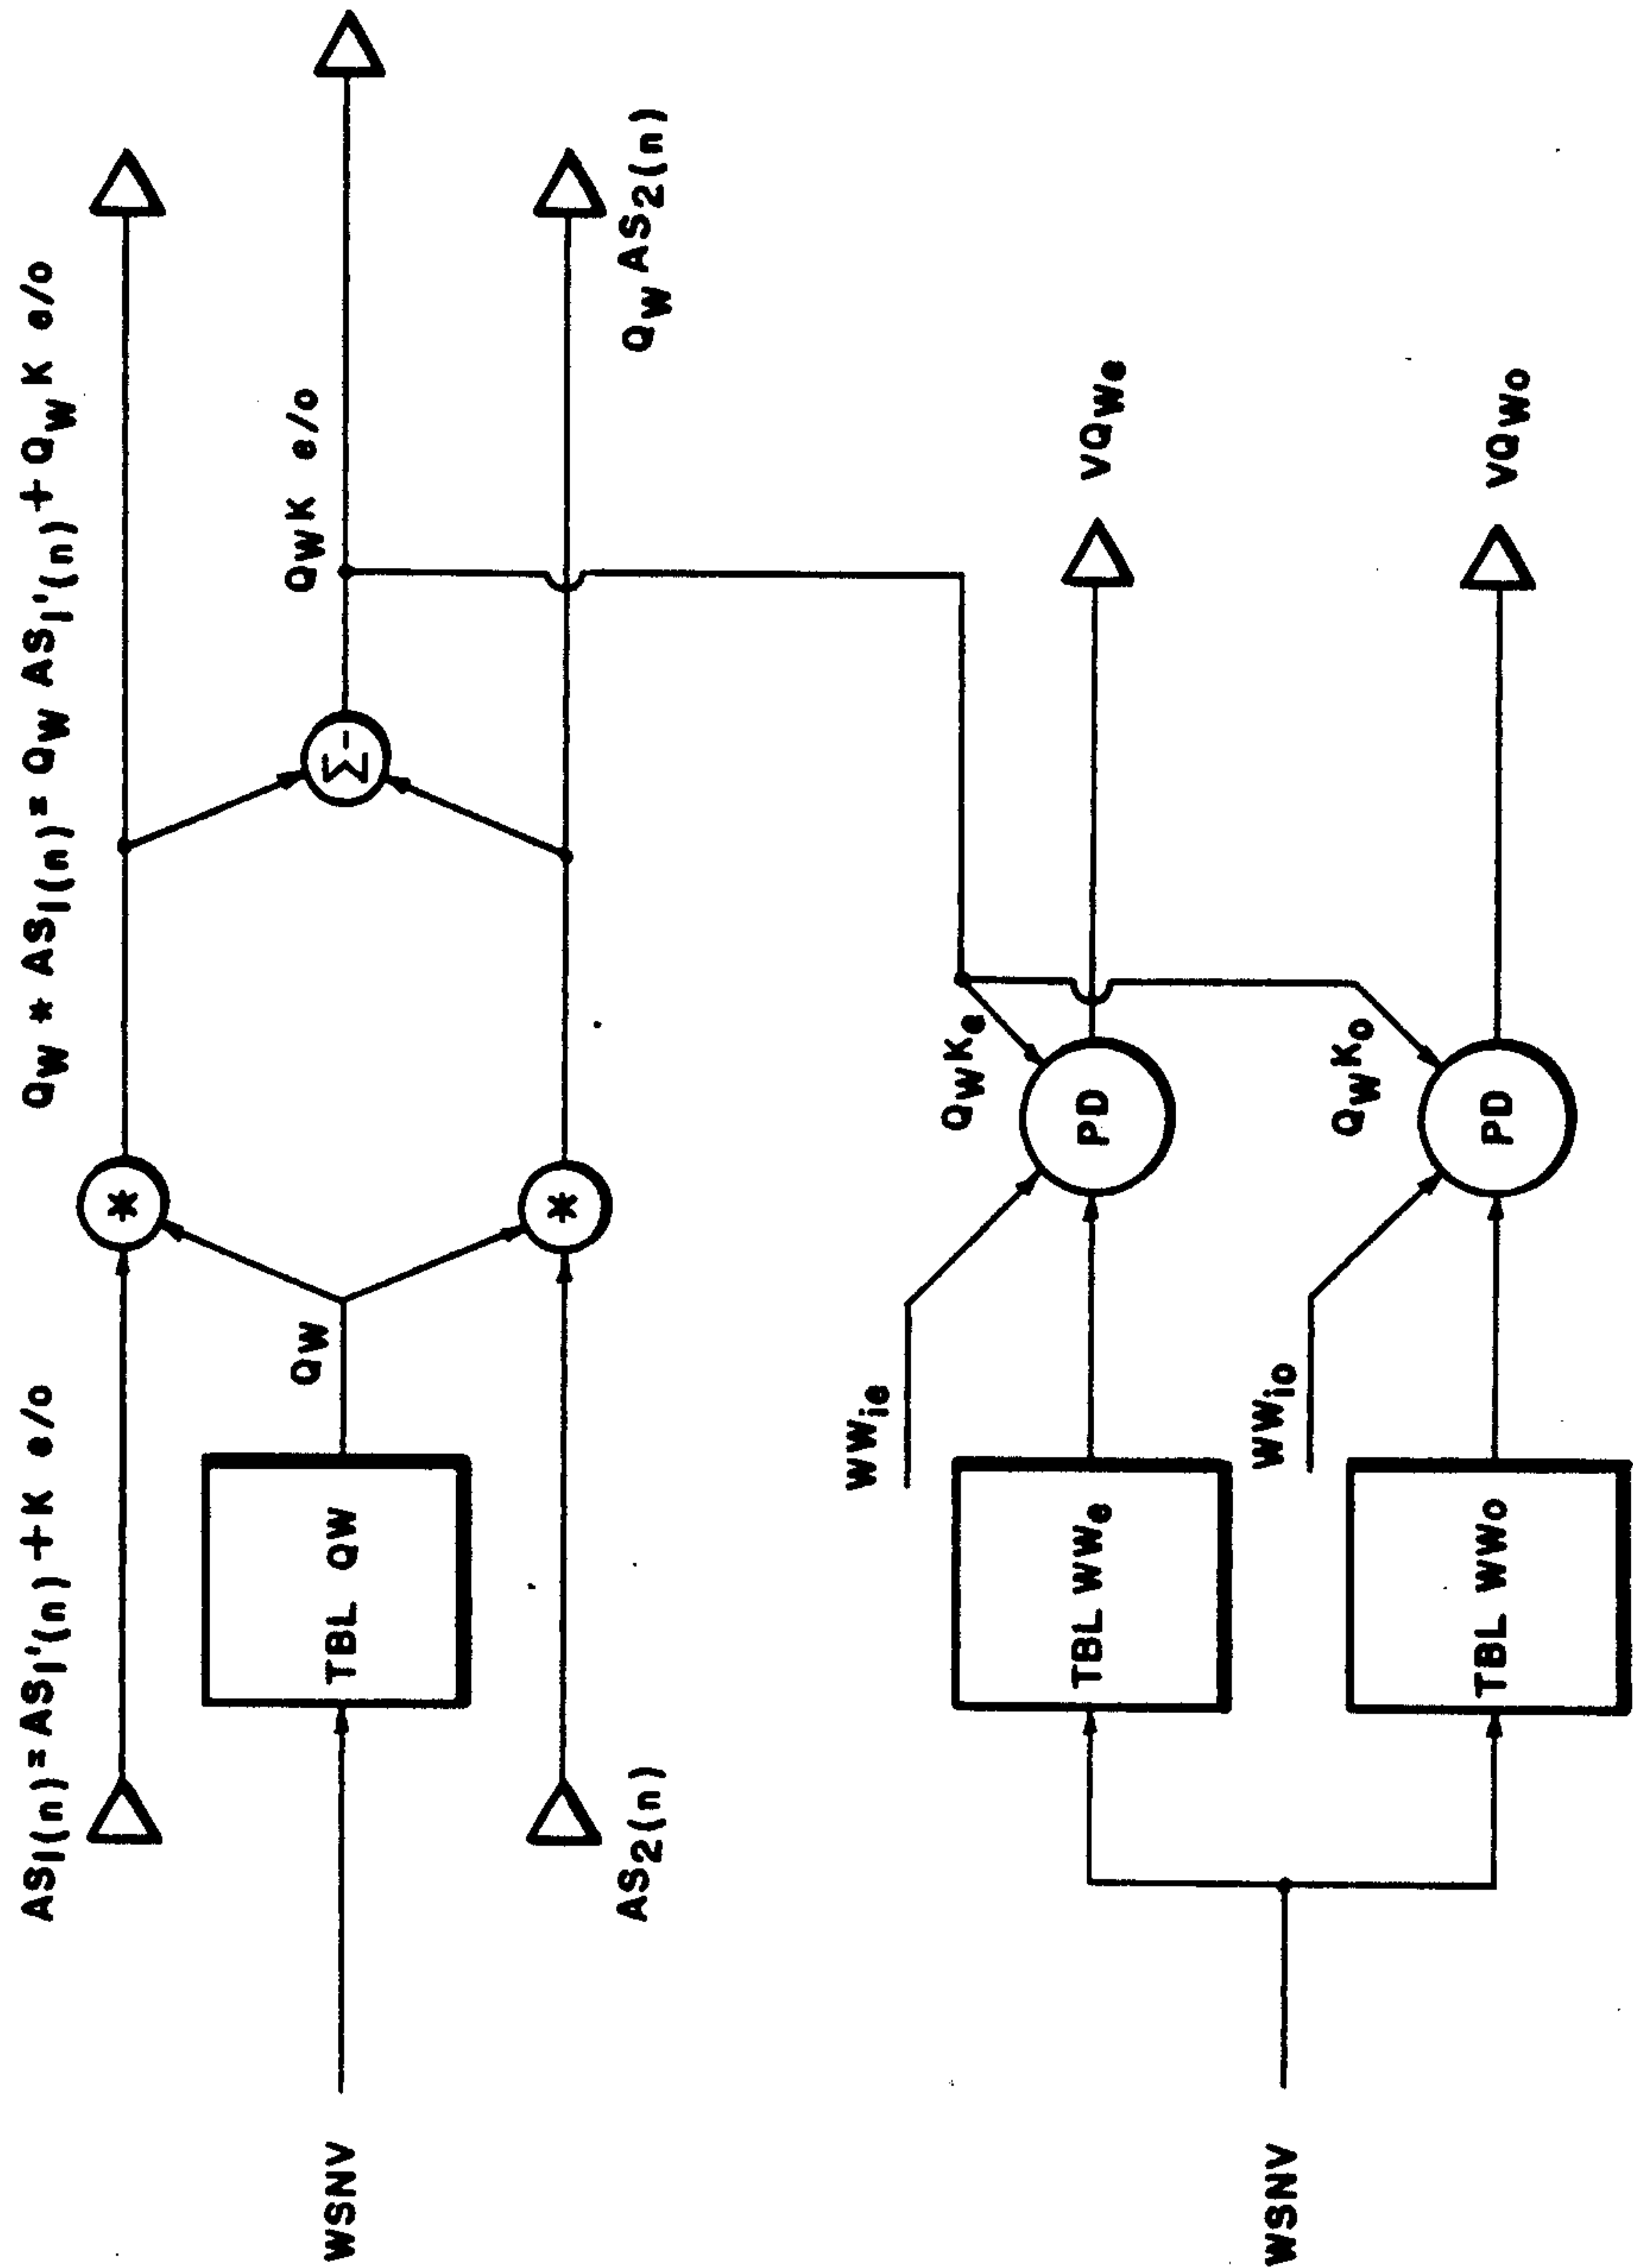 AS1(n)=AS1'(n)+K e/o
QW * AS1(n)=QW AS1'(n)+QW K e/o
*
WSNV
TBL QW
QW
Σ-
QWK e/o
AS2(n)
*
QW AS2(n)
WWie
QWKe
TBL WWe
PD
VQWe
WSNV
WWio
QWKo
TBL WWo
PD
VQWo